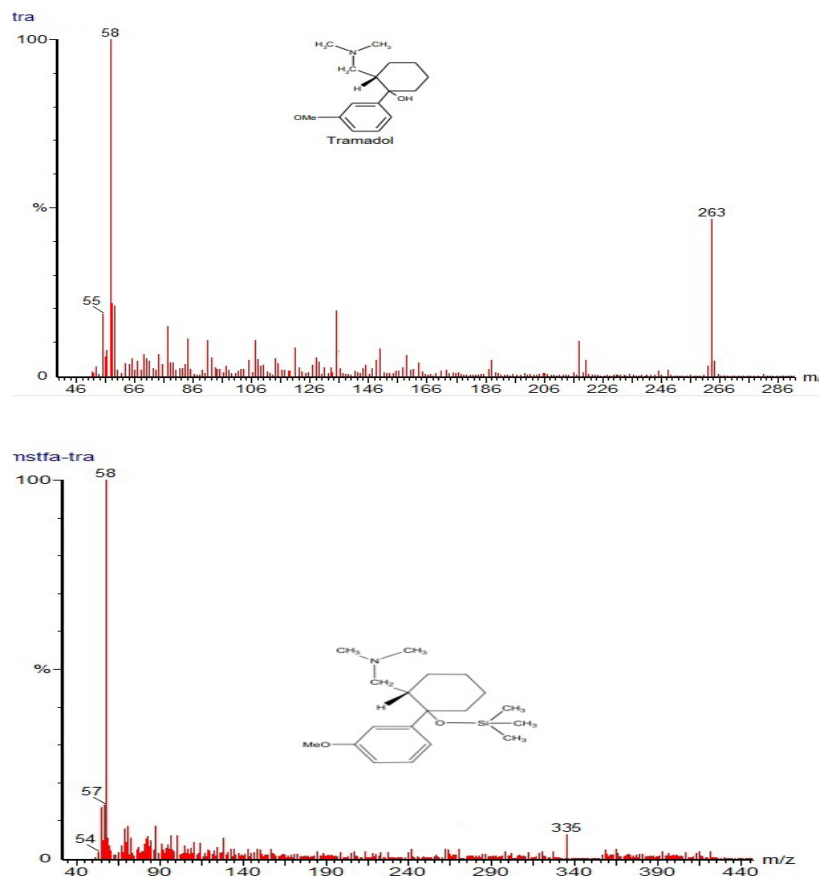 tra
100
58
H₃C
CH₃
N
H₂C
H
OH
OMe
Tramadol
%
263
55
0
46 66 86 106 126 146 166 186 206 226 246 266 286
nstfa-tra
100
58
CH₃
CH₃
N
CH₂
%
H
CH₃
O Si CH₃
CH₃
MeO
57
54
335
0
40 90 140 190 240 290 340 390 440
m/z